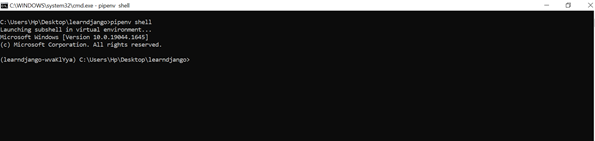 C:\WINDOWS\system32\cmd.exe - pipenv shell
C:\Users\Hp\Desktop\learndjango>pipenv shell
Launching subshell in virtual environment...
Microsoft Windows [Version 10.0.19044.1645]
(c) Microsoft Corporation. All rights reserved.
(learndjango-wvaKlYya) C:\Users\Hp\Desktop\learndjango>